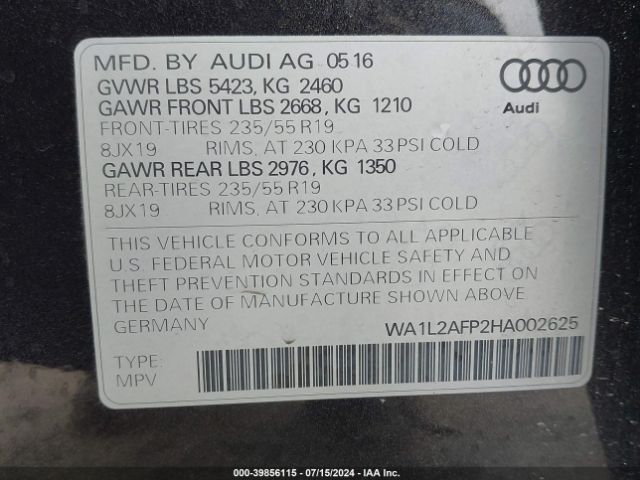 MFD. BY AUDI AG 05 16
GVWR LBS 5423, KG 2460
GAWR FRONT LBS 2668, KG 1210
FRONT-TIRES 235/55 R19
8JX19 RIMS, AT 230 KPA 33 PSI COLD
GAWR REAR LBS 2976, KG 1350
REAR-TIRES 235/55 R19
8JX19 RIMS, AT 230 KPA 33 PSI COLD
Audi
THIS VEHICLE CONFORMS TO ALL APPLICABLE
U.S. FEDERAL MOTOR VEHICLE SAFETY AND
THEFT PREVENTION STANDARDS IN EFFECT ON
THE DATE OF MANUFACTURE SHOWN ABOVE
GERMANY WA1L2AFP2HA002625
TYPE:
MPV
000-39856115 - 07/15/2024 - IAA Inc.